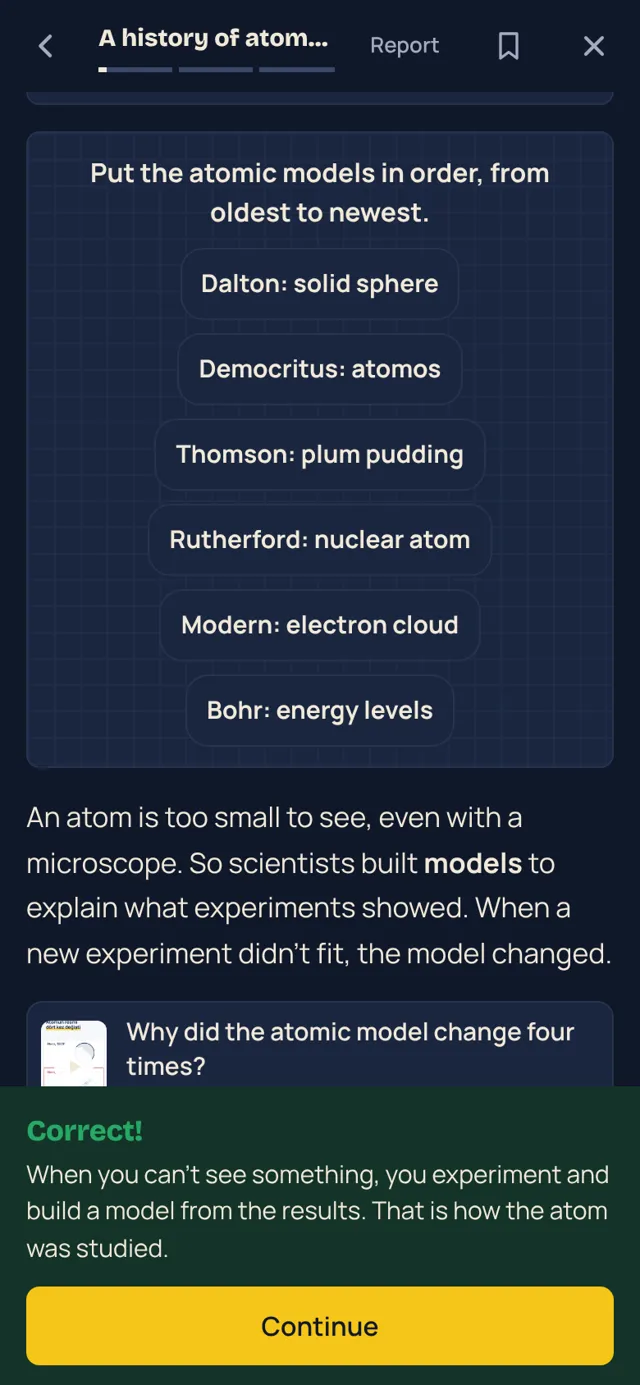 A history of atom...
Report
Put the atomic models in order, from
oldest to newest.
Dalton: solid sphere
Democritus: atomos
Thomson: plum pudding
Rutherford: nuclear atom
Modern: electron cloud
Bohr: energy levels
An atom is too small to see, even with a
microscope. So scientists built models to
explain what experiments showed. When a
new experiment didn't fit, the model changed.
Why did the atomic model change four
times?
Correct!
When you can't see something, you experiment and
build a model from the results. That is how the atom
was studied.
Continue